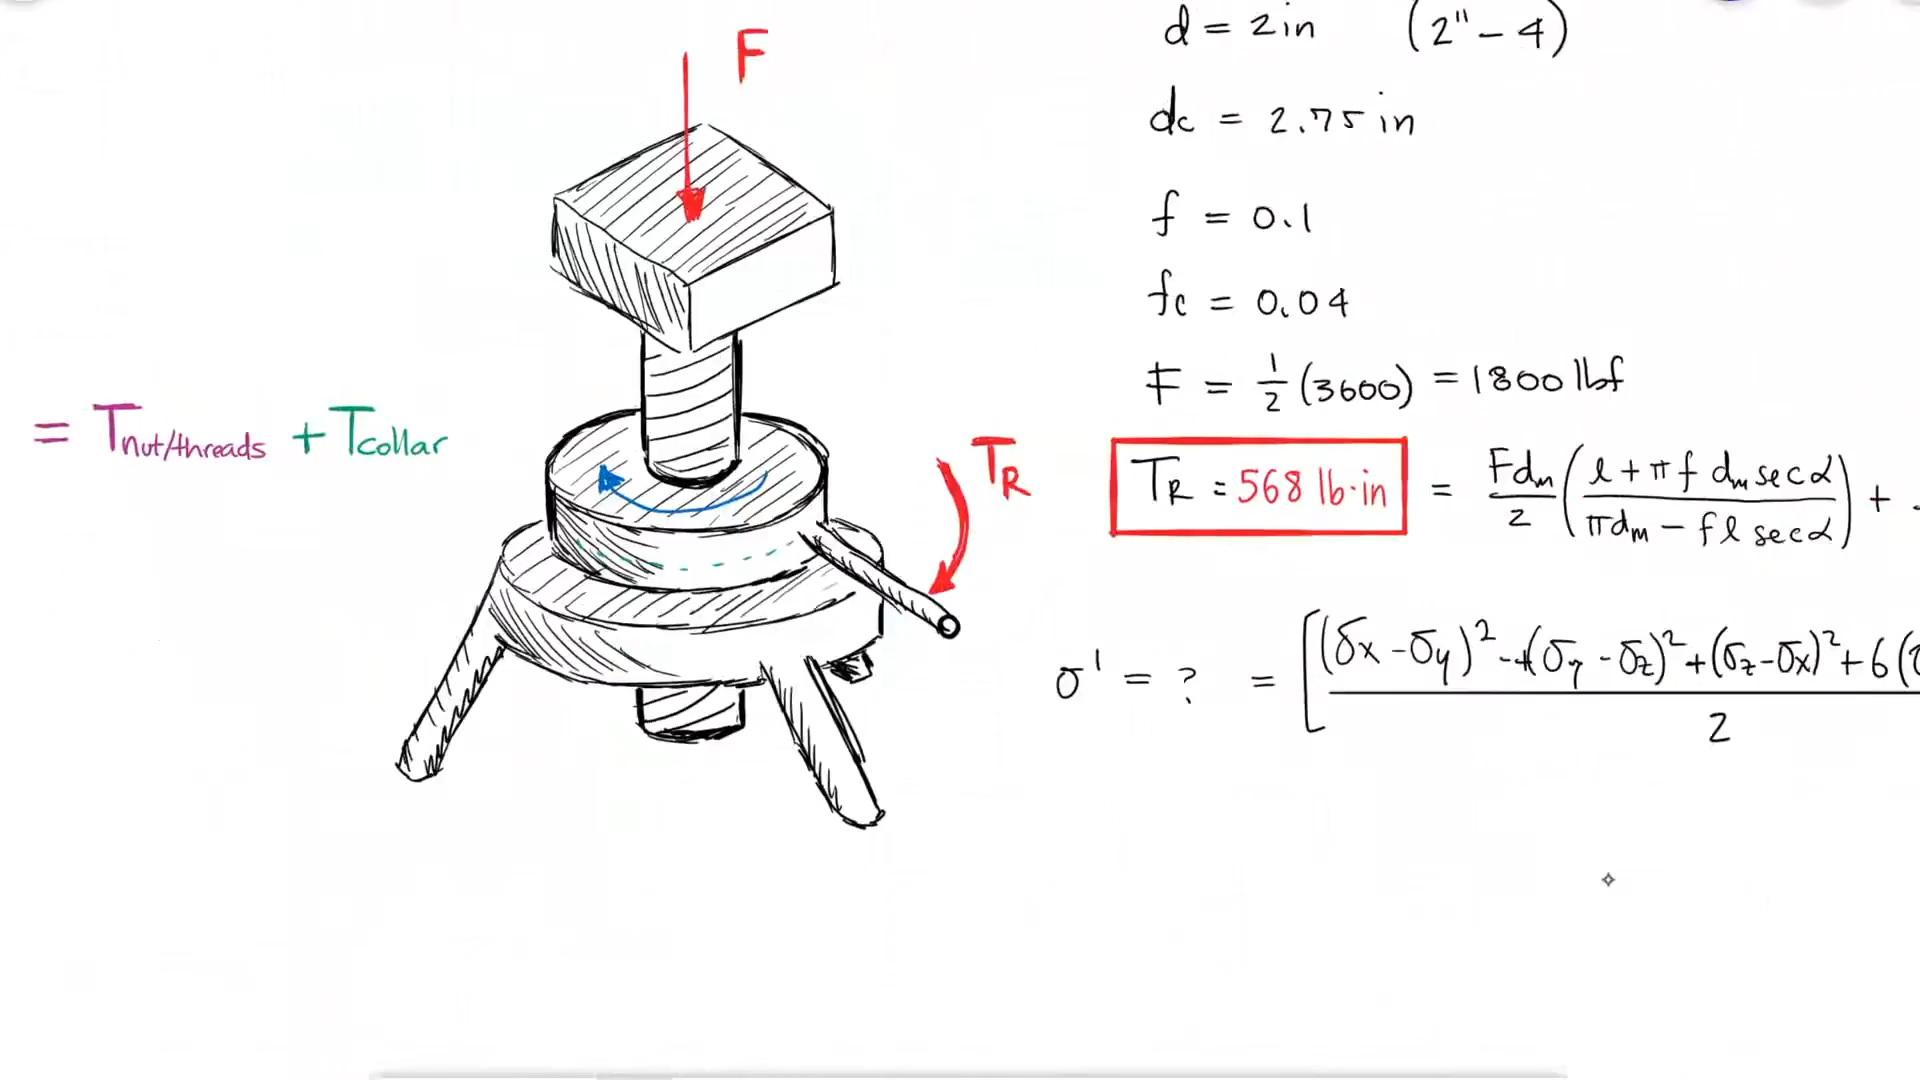 F
d = 2in (2" - 4)
dc = 2.75 in
f = 0.1
fc = 0.04
F = 1/2 (3600) = 1800 lbf
= Tnut/threads + Tcollar
TR
TR = 568 lb·in = Fdm/2 (l + π f dm sec α / πdm - f l sec α) +
σ' = ? = [(σx - σy)² + (σy - σz)² + (σz - σx)² + 6( / 2